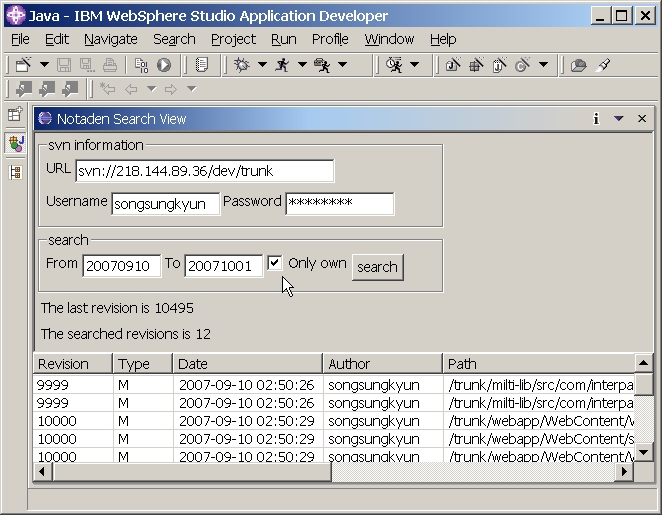 Java - IBM WebSphere Studio Application Developer
File Edit Navigate Search Project Run Profile Window Help
Notaden Search View
svn information
URL svn://218.144.89.36/dev/trunk
Username songsungkyun Password ********
search
From 20070910 To 20071001 Only own search
The last revision is 10495
The searched revisions is 12
Revision Type Date Author Path
9999 M 2007-09-10 02:50:26 songsungkyun /trunk/milti-lib/src/com/interpa
9999 M 2007-09-10 02:50:26 songsungkyun /trunk/milti-lib/src/com/interpa
10000 M 2007-09-10 02:50:29 songsungkyun /trunk/webapp/WebContent/V
10000 M 2007-09-10 02:50:29 songsungkyun /trunk/webapp/WebContent/s
10000 M 2007-09-10 02:50:29 songsungkyun /trunk/webapp/WebContent/V